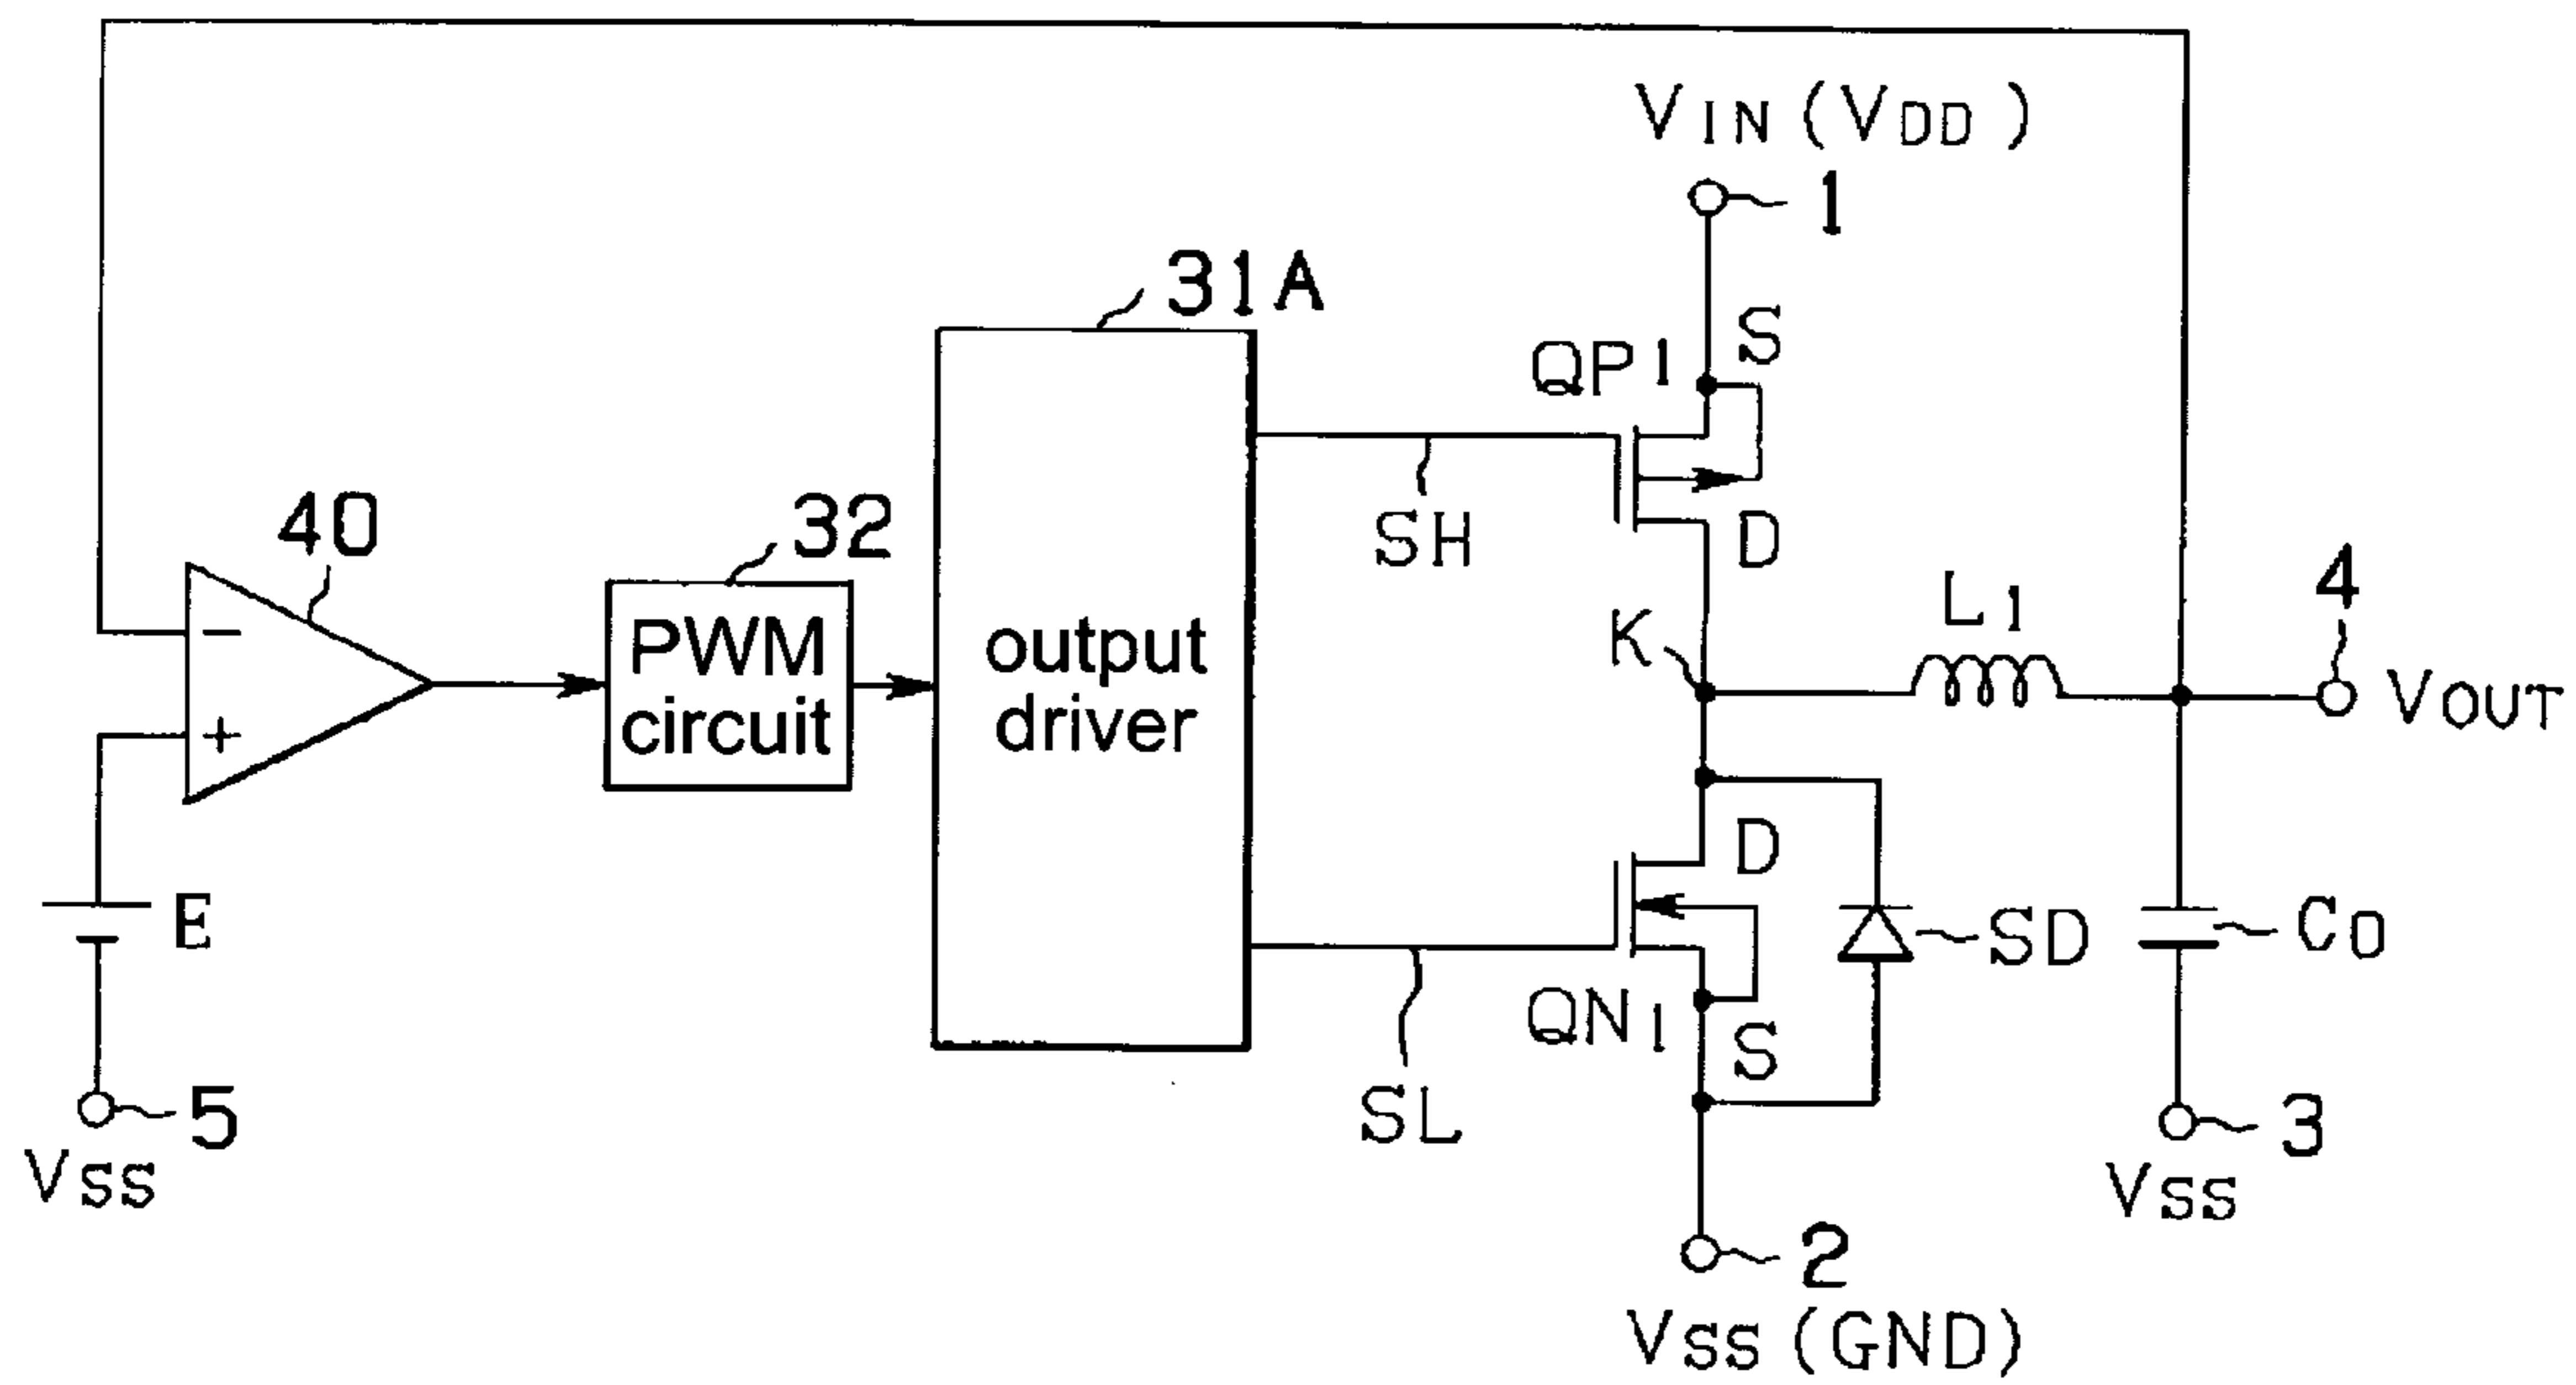 VIN (VDD)
1
31A
S
QP1
40
32
SH
D
4
L1
PWM
circuit
output
driver
K
−
+
VOUT
D
E
SD
CO
QN1
S
SL
5
3
VSS
VSS
2
VSS (GND)